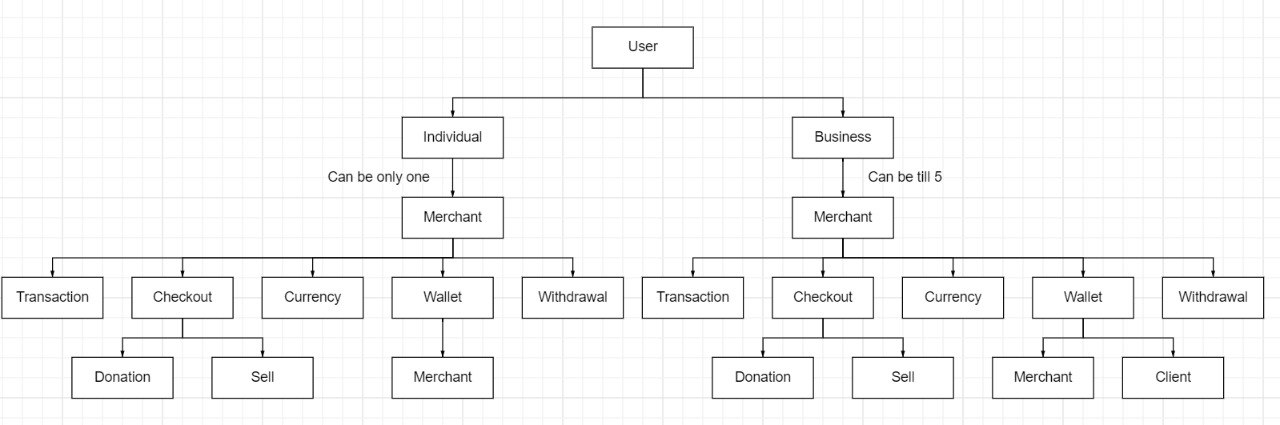 User
Individual
Business
Can be only one
Can be till 5
Merchant
Merchant
Transaction
Checkout
Currency
Wallet
Withdrawal
Transaction
Checkout
Currency
Wallet
Withdrawal
Donation
Sell
Merchant
Donation
Sell
Merchant
Client